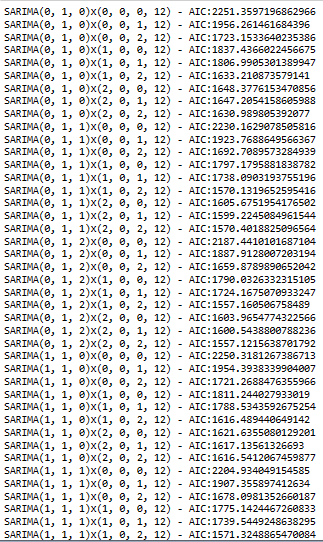 SARIMA(0, 1, 0)x(0, 0, 0, 12) - AIC:2251.3597196862966
SARIMA(0, 1, 0)x(0, 0, 1, 12) - AIC:1956.261461684396
SARIMA(0, 1, 0)x(0, 0, 2, 12) - AIC:1723.1533640235386
SARIMA(0, 1, 0)x(1, 0, 0, 12) - AIC:1837.4366022456675
SARIMA(0, 1, 0)x(1, 0, 1, 12) - AIC:1806.9905301389947
SARIMA(0, 1, 0)x(1, 0, 2, 12) - AIC:1633.210873579141
SARIMA(0, 1, 0)x(2, 0, 0, 12) - AIC:1648.3776153470856
SARIMA(0, 1, 0)x(2, 0, 1, 12) - AIC:1647.2054158605988
SARIMA(0, 1, 0)x(2, 0, 2, 12) - AIC:1630.989805392077
SARIMA(0, 1, 1)x(0, 0, 0, 12) - AIC:2230.1629078505816
SARIMA(0, 1, 1)x(0, 0, 1, 12) - AIC:1923.7688649566367
SARIMA(0, 1, 1)x(0, 0, 2, 12) - AIC:1692.7089573284939
SARIMA(0, 1, 1)x(1, 0, 0, 12) - AIC:1797.1795881838782
SARIMA(0, 1, 1)x(1, 0, 1, 12) - AIC:1738.0903193755196
SARIMA(0, 1, 1)x(1, 0, 2, 12) - AIC:1570.1319652595416
SARIMA(0, 1, 1)x(2, 0, 0, 12) - AIC:1605.6751954176502
SARIMA(0, 1, 1)x(2, 0, 1, 12) - AIC:1599.2245084961544
SARIMA(0, 1, 1)x(2, 0, 2, 12) - AIC:1570.4018825096564
SARIMA(0, 1, 2)x(0, 0, 0, 12) - AIC:2187.4410101687104
SARIMA(0, 1, 2)x(0, 0, 1, 12) - AIC:1887.9128007203194
SARIMA(0, 1, 2)x(0, 0, 2, 12) - AIC:1659.8789890652042
SARIMA(0, 1, 2)x(1, 0, 0, 12) - AIC:1790.0326332315105
SARIMA(0, 1, 2)x(1, 0, 1, 12) - AIC:1724.1675070933247
SARIMA(0, 1, 2)x(1, 0, 2, 12) - AIC:1557.160506758489
SARIMA(0, 1, 2)x(2, 0, 0, 12) - AIC:1603.9654774322566
SARIMA(0, 1, 2)x(2, 0, 1, 12) - AIC:1600.5438800788236
SARIMA(0, 1, 2)x(2, 0, 2, 12) - AIC:1557.1215638701792
SARIMA(1, 1, 0)x(0, 0, 0, 12) - AIC:2250.3181267386713
SARIMA(1, 1, 0)x(0, 0, 1, 12) - AIC:1954.3938339904007
SARIMA(1, 1, 0)x(0, 0, 2, 12) - AIC:1721.2688476355966
SARIMA(1, 1, 0)x(1, 0, 0, 12) - AIC:1811.244027933019
SARIMA(1, 1, 0)x(1, 0, 1, 12) - AIC:1788.5343592675254
SARIMA(1, 1, 0)x(1, 0, 2, 12) - AIC:1616.489440649142
SARIMA(1, 1, 0)x(2, 0, 0, 12) - AIC:1621.6355080129201
SARIMA(1, 1, 0)x(2, 0, 1, 12) - AIC:1617.13561326693
SARIMA(1, 1, 0)x(2, 0, 2, 12) - AIC:1616.5412067459877
SARIMA(1, 1, 1)x(0, 0, 0, 12) - AIC:2204.934049154585
SARIMA(1, 1, 1)x(0, 0, 1, 12) - AIC:1907.355897412634
SARIMA(1, 1, 1)x(0, 0, 2, 12) - AIC:1678.0981352660187
SARIMA(1, 1, 1)x(1, 0, 0, 12) - AIC:1775.1442467260833
SARIMA(1, 1, 1)x(1, 0, 1, 12) - AIC:1739.5449248638295
SARIMA(1, 1, 1)x(1, 0, 2, 12) - AIC:1571.3248865470084